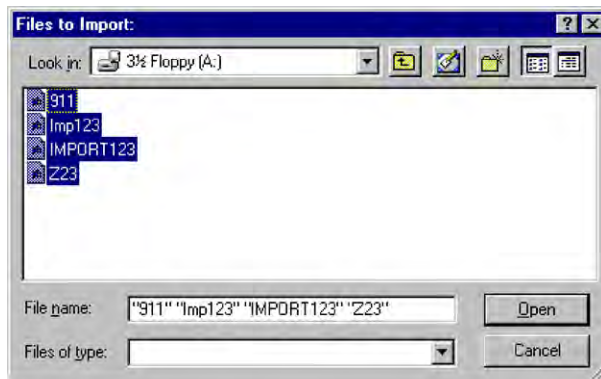 Files to Import:
Look in: 3½ Floppy (A:)
911
Imp123
IMPORT123
Z23
File name: "911" "Imp123" "IMPORT123" "Z23"
Open
Files of type:
Cancel